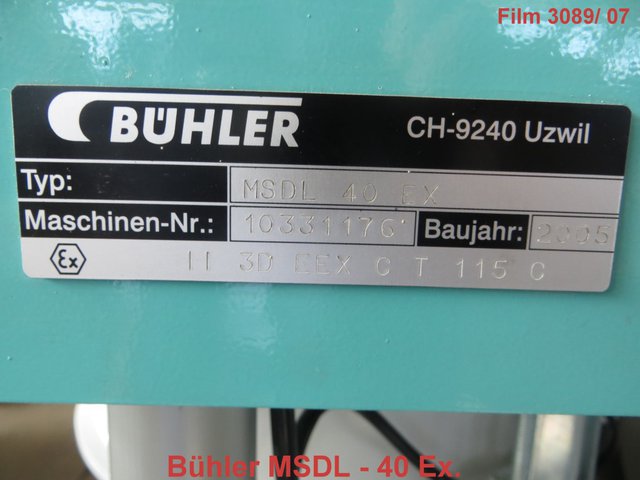 Film 3089/ 07
BÜHLER
CH-9240 Uzwil
Typ: MSDL 40 EX
Maschinen-Nr.: Baujahr: 2005
Ex
II 3D EEX C T 115 C
Bühler MSDL - 40 Ex.